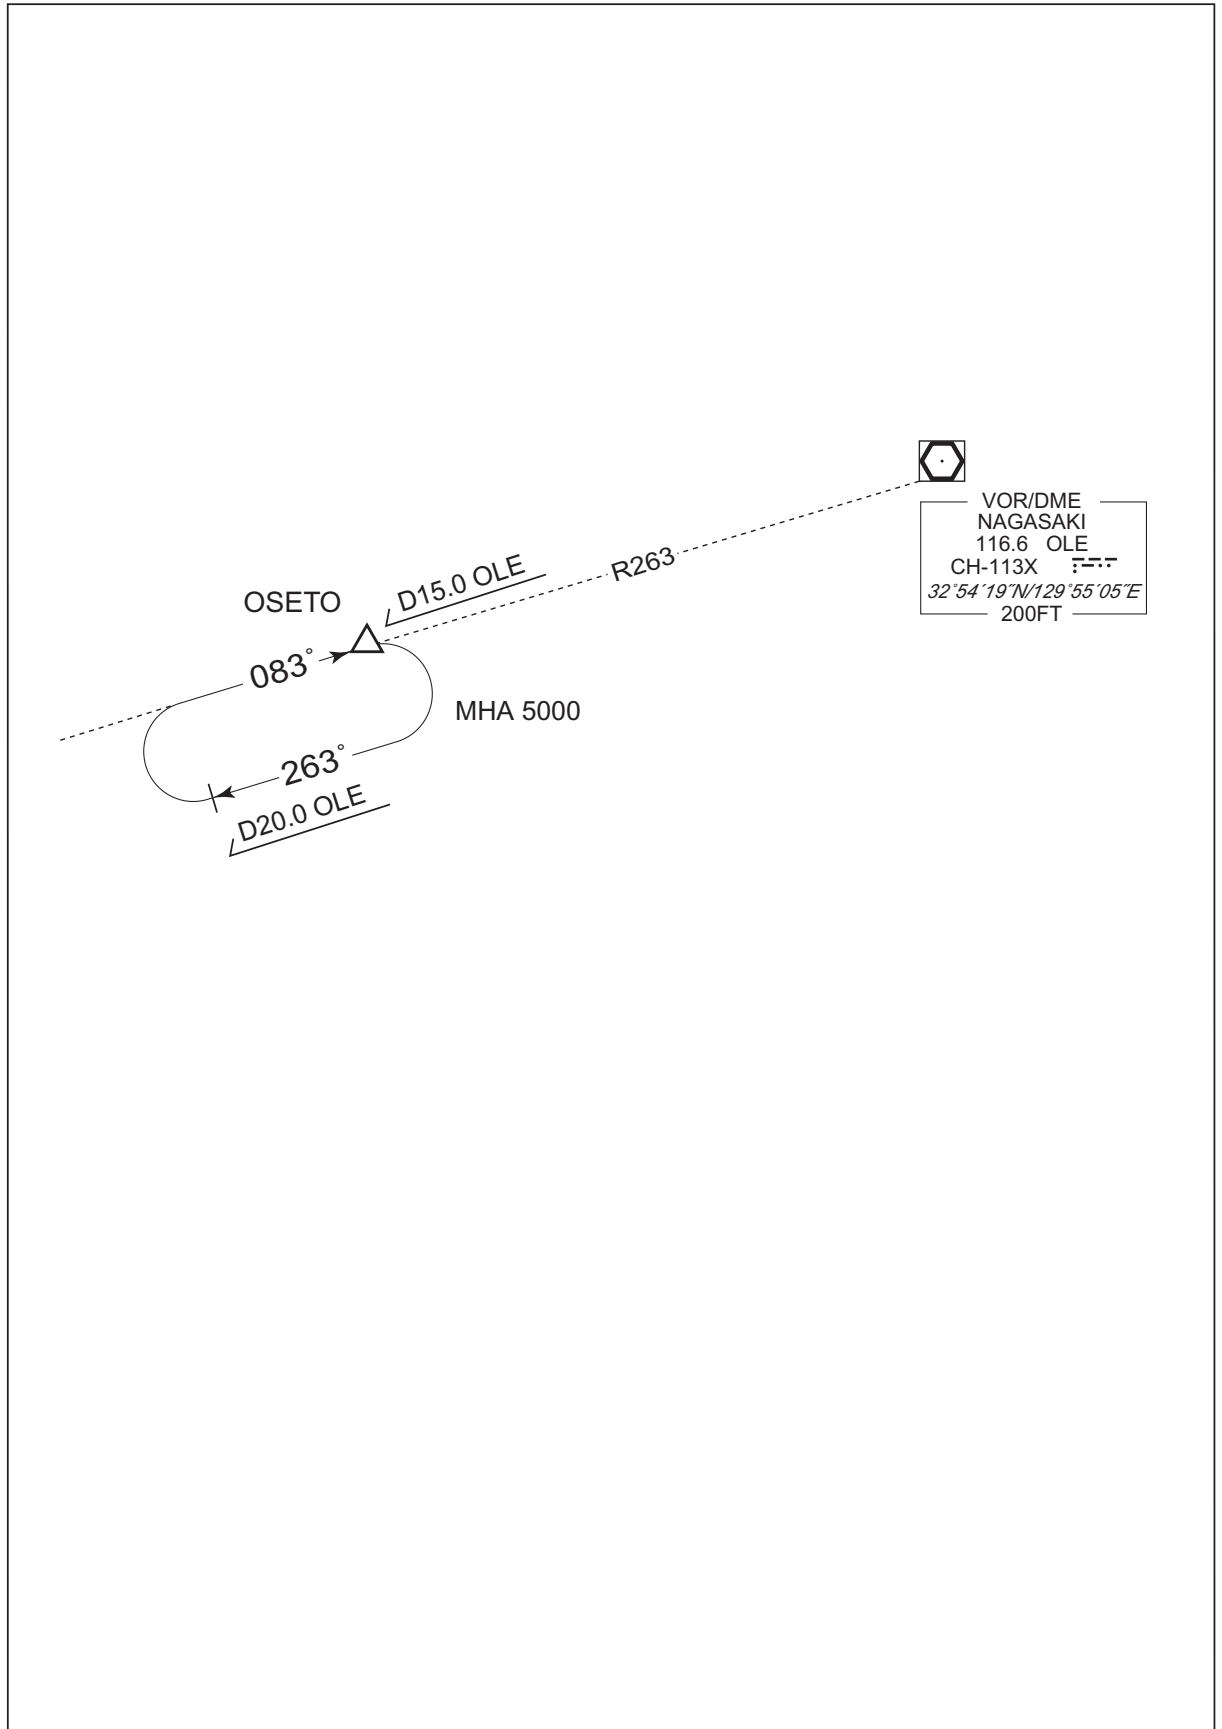 VOR/DME
NAGASAKI
116.6 OLE
CH-113X
32°54′19″N/129°55′05″E
200FT
R263
D15.0 OLE
OSETO
083°
MHA 5000
263°
D20.0 OLE